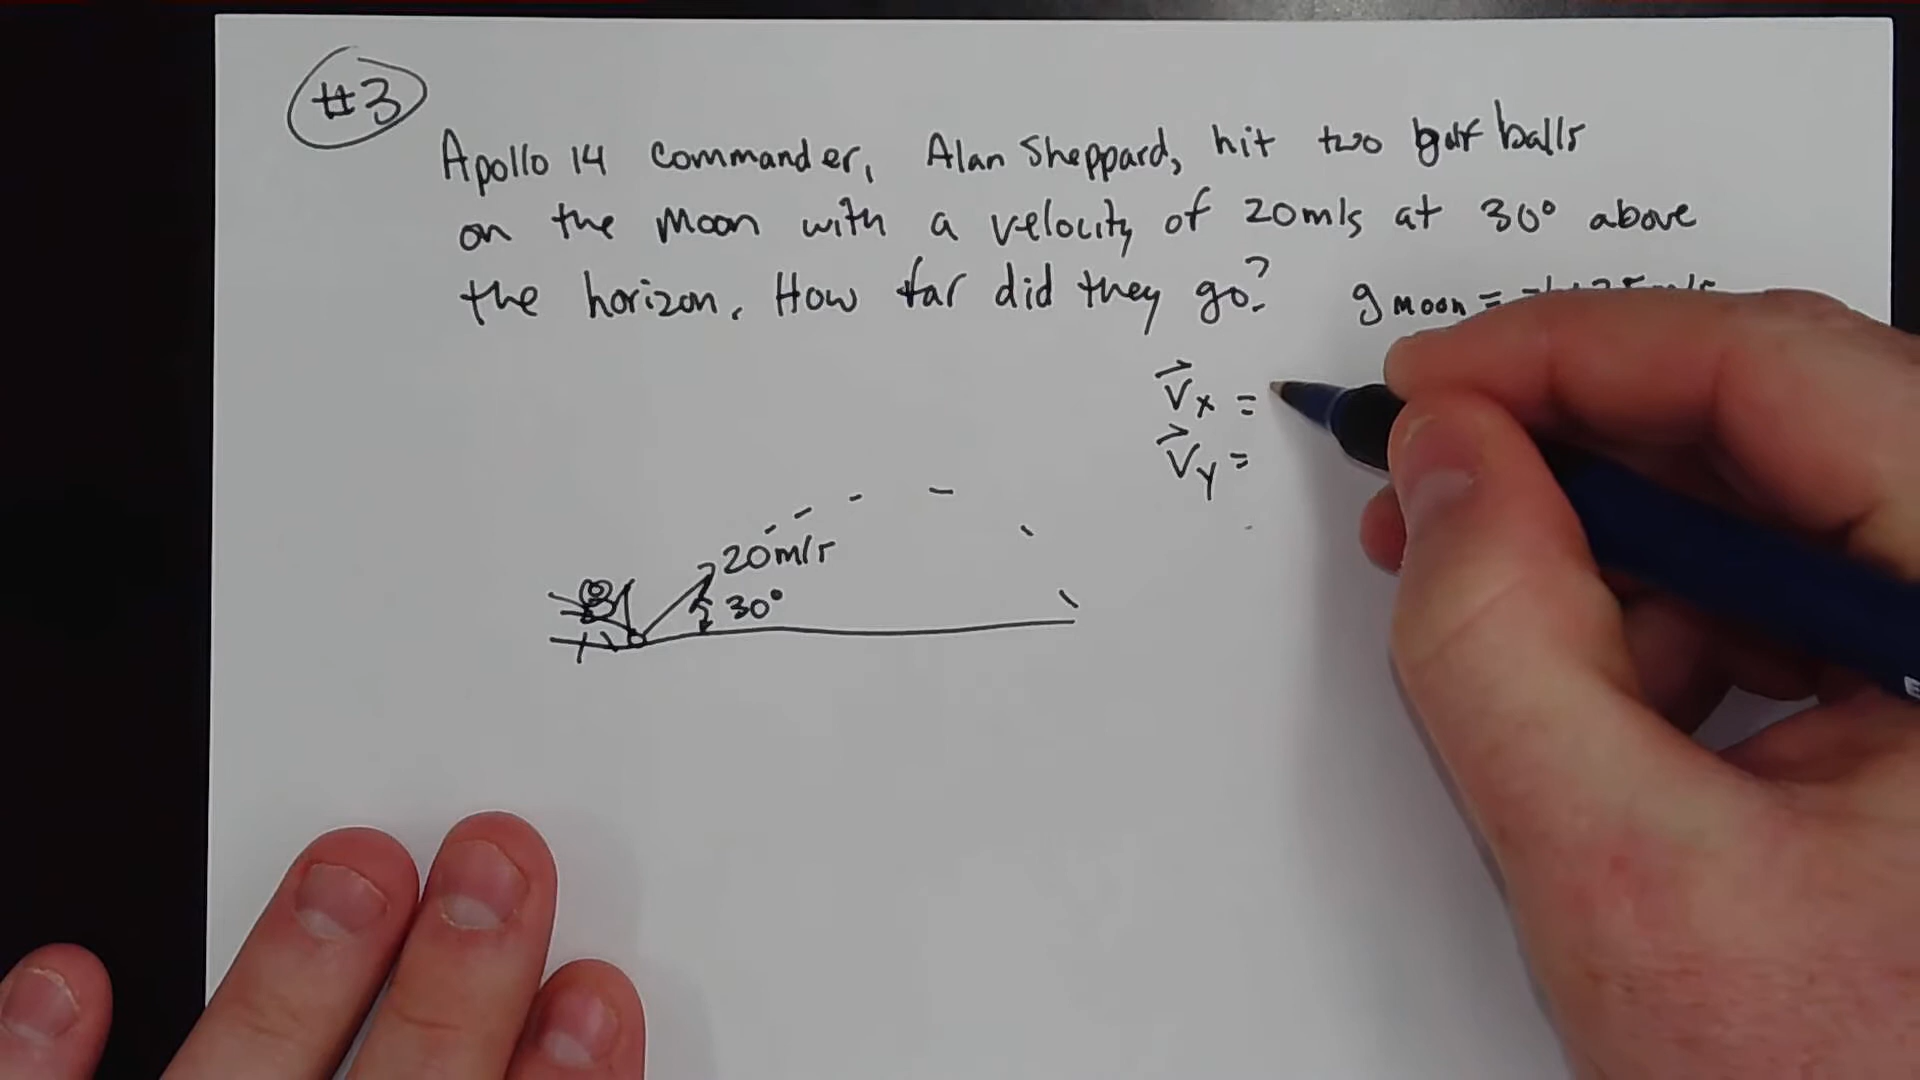 #3
Apollo 14 commander, Alan Sheppard, hit two golf balls
on the moon with a velocity of 20m/s at 30° above
the horizon. How far did they go? g moon =
V⃗x =
V⃗y =
20m/s
30°